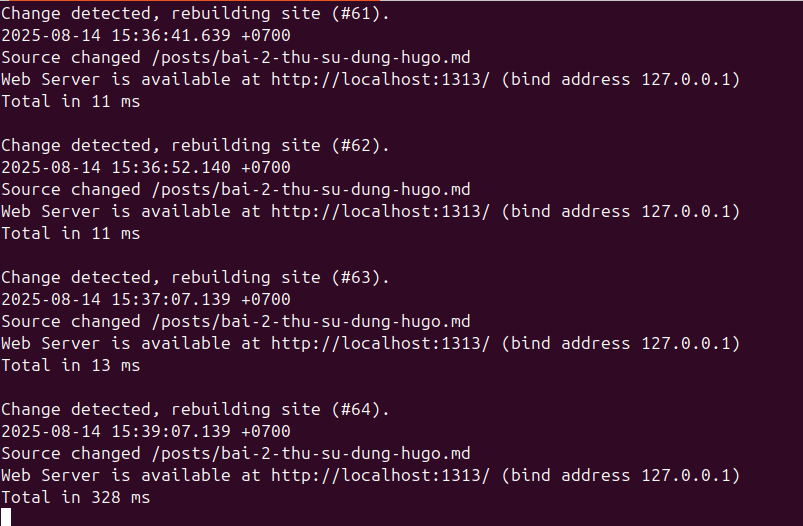 Change detected, rebuilding site (#61).
2025-08-14 15:36:41.639 +0700
Source changed /posts/bai-2-thu-su-dung-hugo.md
Web Server is available at http://localhost:1313/ (bind address 127.0.0.1)
Total in 11 ms

Change detected, rebuilding site (#62).
2025-08-14 15:36:52.140 +0700
Source changed /posts/bai-2-thu-su-dung-hugo.md
Web Server is available at http://localhost:1313/ (bind address 127.0.0.1)
Total in 11 ms

Change detected, rebuilding site (#63).
2025-08-14 15:37:07.139 +0700
Source changed /posts/bai-2-thu-su-dung-hugo.md
Web Server is available at http://localhost:1313/ (bind address 127.0.0.1)
Total in 13 ms

Change detected, rebuilding site (#64).
2025-08-14 15:39:07.139 +0700
Source changed /posts/bai-2-thu-su-dung-hugo.md
Web Server is available at http://localhost:1313/ (bind address 127.0.0.1)
Total in 328 ms